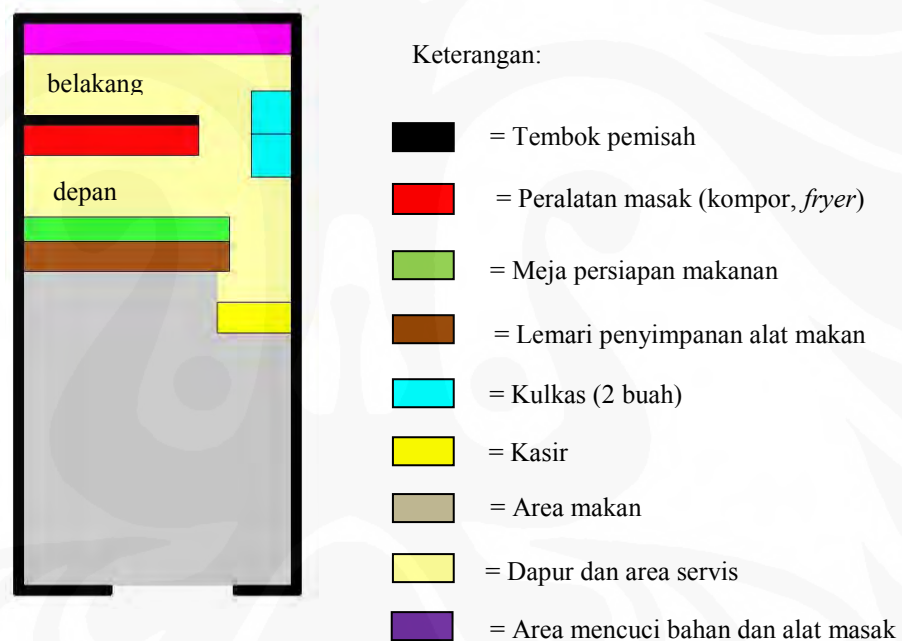 belakang
depan
Keterangan:
= Tembok pemisah
= Peralatan masak (kompor, fryer)
= Meja persiapan makanan
= Lemari penyimpanan alat makan
= Kulkas (2 buah)
= Kasir
= Area makan
= Dapur dan area servis
= Area mencuci bahan dan alat masak